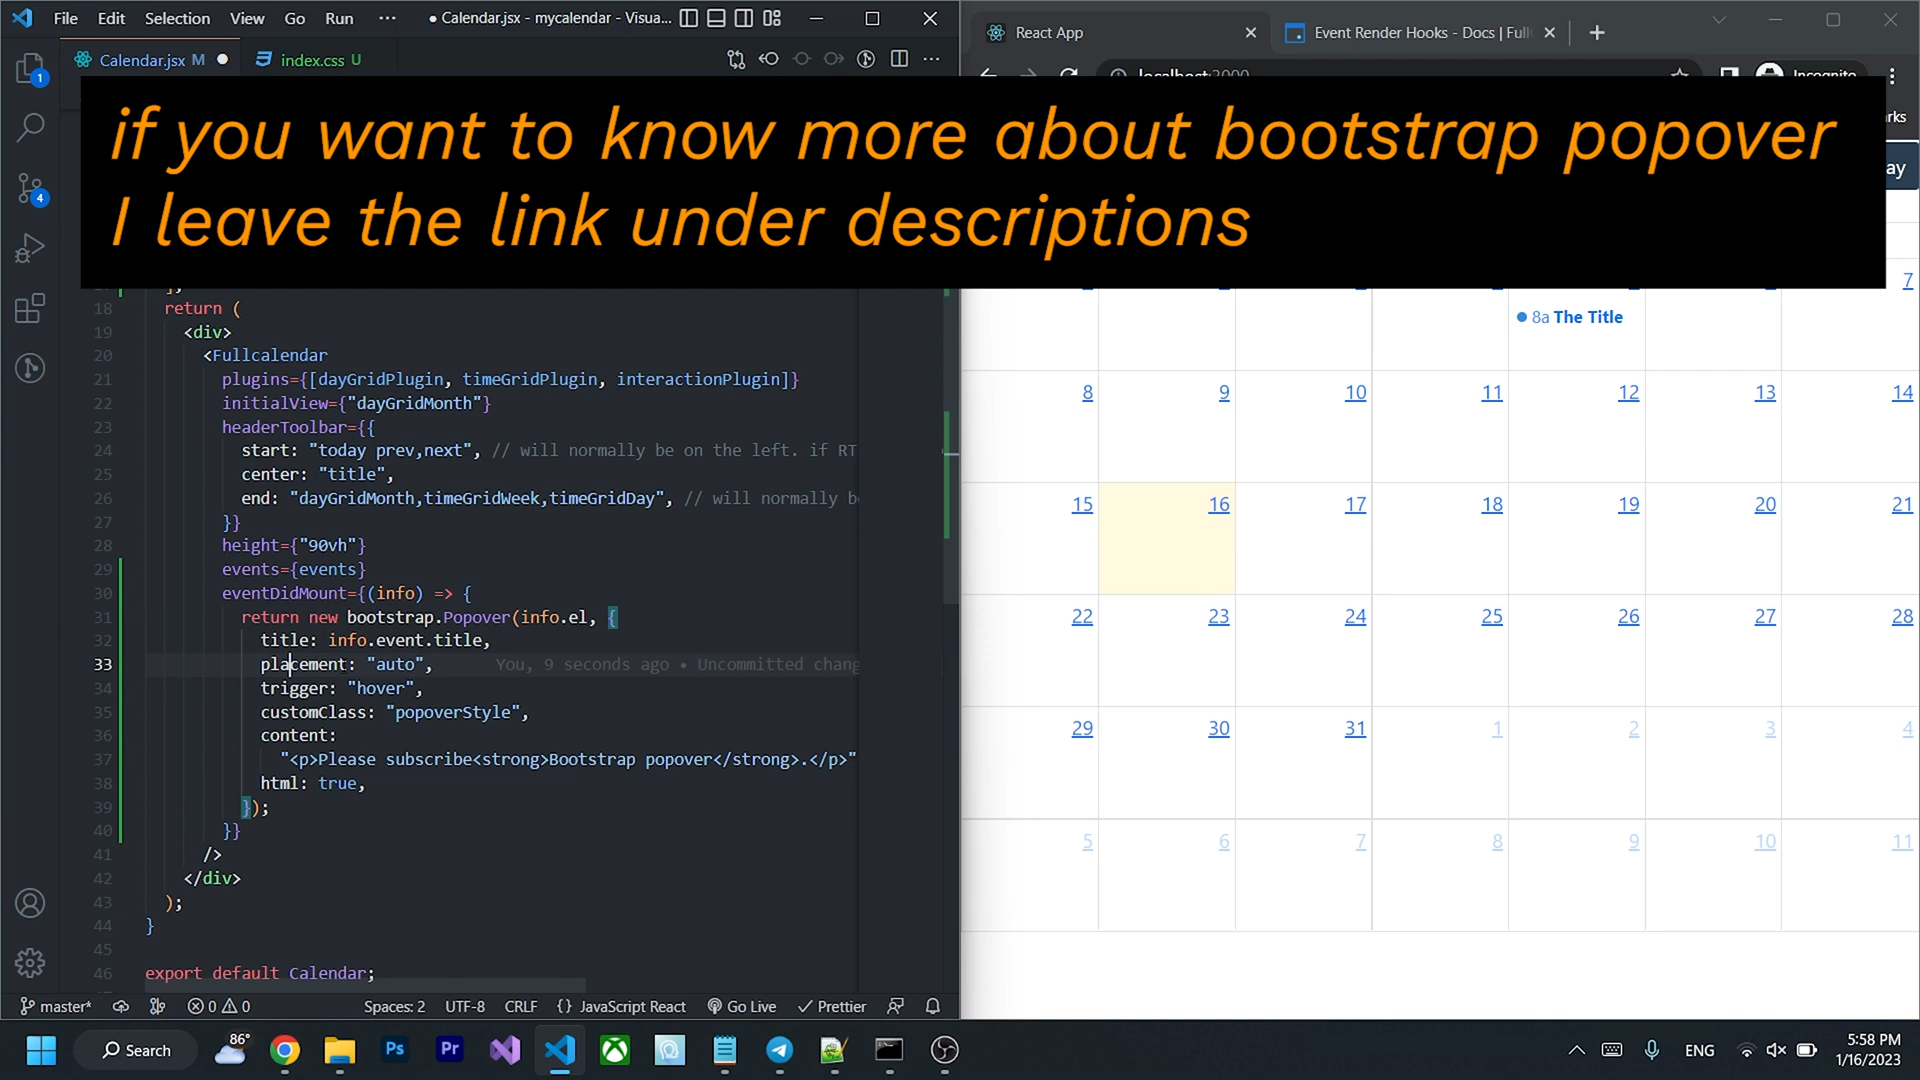 File Edit Selection View Go Run ··· ● Calendar.jsx - mycalendar - Visua...
Calendar.jsx M ● index.css U
React App
Event Render Hooks - Docs | Full
localhost:3000
Incognito
if you want to know more about bootstrap popover
I leave the link under descriptions
18 return (
19 <div>
20 <Fullcalendar
21 plugins={[dayGridPlugin, timeGridPlugin, interactionPlugin]}
22 initialView={"dayGridMonth"}
23 headerToolbar={{
24 start: "today prev,next", // will normally be on the left. if RT
25 center: "title",
26 end: "dayGridMonth,timeGridWeek,timeGridDay", // will normally b
27 }}
28 height={"90vh"}
29 events={events}
30 eventDidMount={(info) => {
31 return new bootstrap.Popover(info.el, {
32 title: info.event.title,
33 placement: "auto", You, 9 seconds ago • Uncommitted chang
34 trigger: "hover",
35 customClass: "popoverStyle",
36 content:
37 "<p>Please subscribe<strong>Bootstrap popover</strong>.</p>"
38 html: true,
39 });
40 }}
41 />
42 </div>
43 );
44 }
45
46 export default Calendar;
7
8a The Title
8 9 10 11 12 13 14
15 16 17 18 19 20 21
22 23 24 25 26 27 28
29 30 31 1 2 3 4
5 6 7 8 9 10 11
1
4
master* 0 0 Spaces: 2 UTF-8 CRLF {} JavaScript React Go Live Prettier
Search
86°
Ps
Pr
ENG
5:58 PM
1/16/2023